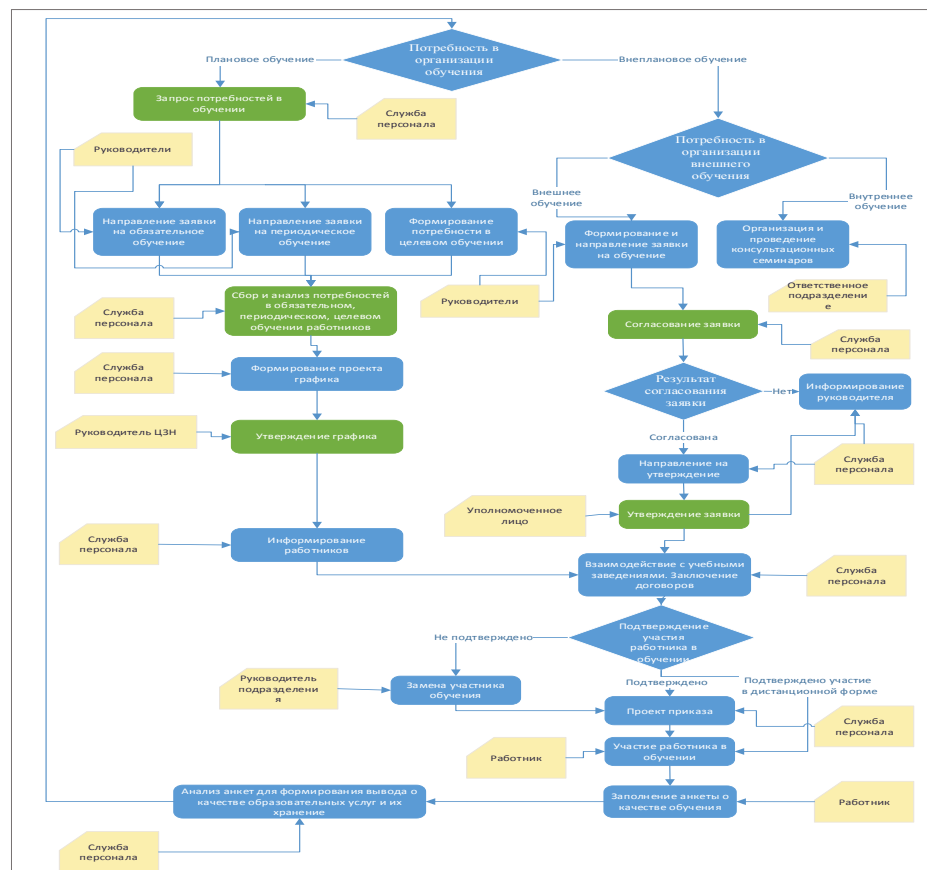 Потребность в
организации
обучения
Плановое обучение
Внеплановое обучение
Запрос потребностей в
обучении
Служба
персонала
Руководители
Потребность в
организации
внешнего
обучения
Внешнее
обучение
Внутреннее
обучение
Направление заявки
на обязательное
обучение
Направление заявки
на периодическое
обучение
Формирование
потребности в
целевом обучении
Формирование и
направление заявки
на обучение
Организация и
проведение
консультационных
семинаров
Руководители
Ответственное
подразделени
е
Служба
персонала
Сбор и анализ потребностей
в обязательном,
периодическом, целевом
обучении работников
Согласование заявки
Служба
персонала
Служба
персонала
Формирование проекта
графика
Результат
согласования
заявки
Нет
Информирование
руководителя
Руководитель ЦЗН
Утверждение графика
Согласована
Направление на
утверждение
Служба
персонала
Уполномоченное
лицо
Утверждение заявки
Служба
персонала
Информирование
работников
Взаимодействие с учебными
заведениями. Заключение
договоров
Служба
персонала
Подтверждение
участия
работника в
обучении
Не подтверждено
Подтверждено
Подтверждено участие
в дистанционной форме
Руководитель
подразделени
я
Замена участника
обучения
Проект приказа
Служба
персонала
Работник
Участие работника в
обучении
Анализ анкет для формирования вывода о
качестве образовательных услуг и их
хранение
Заполнение анкеты о
качестве обучения
Работник
Служба
персонала